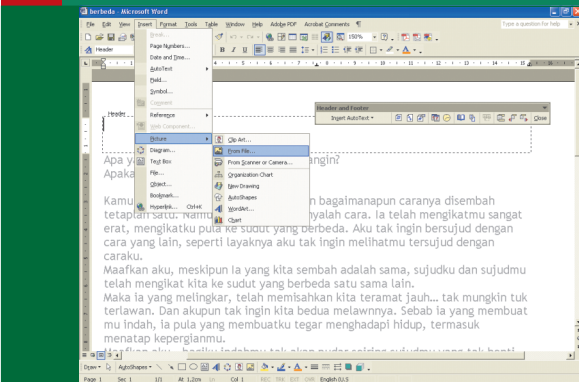 berbeda - Microsoft Word
File Edit View Insert Format Tools Table Window Help Adobe PDF Acrobat Comments
Type a question for help
Break...
Page Numbers...
Date and Time...
AutoText
Field...
Symbol...
Comment
Reference
Web Component...
Picture
Diagram...
Text Box
File...
Object...
Bookmark...
Hyperlink... Ctrl+K
Clip Art...
From File...
From Scanner or Camera...
Organization Chart
New Drawing
AutoShapes
WordArt...
Chart
Header
150%
B I U
Header
Header and Footer
Insert AutoText Close
Apa ya angin?
Apaka
Kamu n bagaimanapun caranya disembah
tetaplah satu. Namu nyalah cara. Ia telah mengikatmu sangat
erat, mengikatku pula ke sudut yang berbeda. Aku tak ingin bersujud dengan
cara yang lain, seperti layaknya aku tak ingin melihatmu tersujud dengan
caraku.
Maafkan aku, meskipun Ia yang kita sembah adalah sama, sujudku dan sujudmu
telah mengikat kita ke sudut yang berbeda satu sama lain.
Maka ia yang melingkar, telah memisahkan kita teramat jauh... tak mungkin tuk
terlawan. Dan akupun tak ingin kita bedua melawnnya. Sebab ia yang membuat
mu indah, ia pula yang membuatku tegar menghadapi hidup, termasuk
menatap kepergianmu.
Draw AutoShapes
Page 1 Sec 1 1/1 At 1,2cm Ln Col 1 REC TRK EXT OVR English (U.S